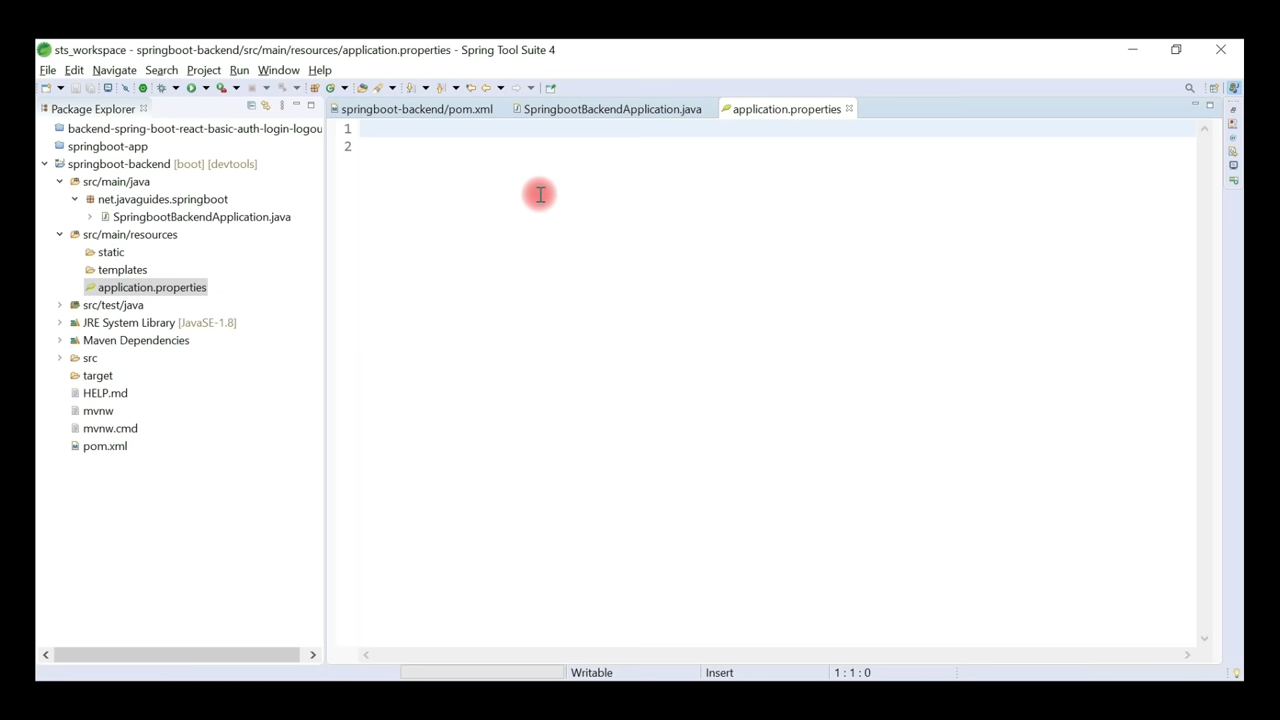 sts_workspace - springboot-backend/src/main/resources/application.properties - Spring Tool Suite 4
File Edit Navigate Search Project Run Window Help
Package Explorer
springboot-backend/pom.xml
SpringbootBackendApplication.java
application.properties
backend-spring-boot-react-basic-auth-login-logou
springboot-app
springboot-backend [boot] [devtools]
src/main/java
net.javaguides.springboot
SpringbootBackendApplication.java
src/main/resources
static
templates
application.properties
src/test/java
JRE System Library [JavaSE-1.8]
Maven Dependencies
src
target
HELP.md
mvnw
mvnw.cmd
pom.xml
1
2
Writable
Insert
1 : 1 : 0